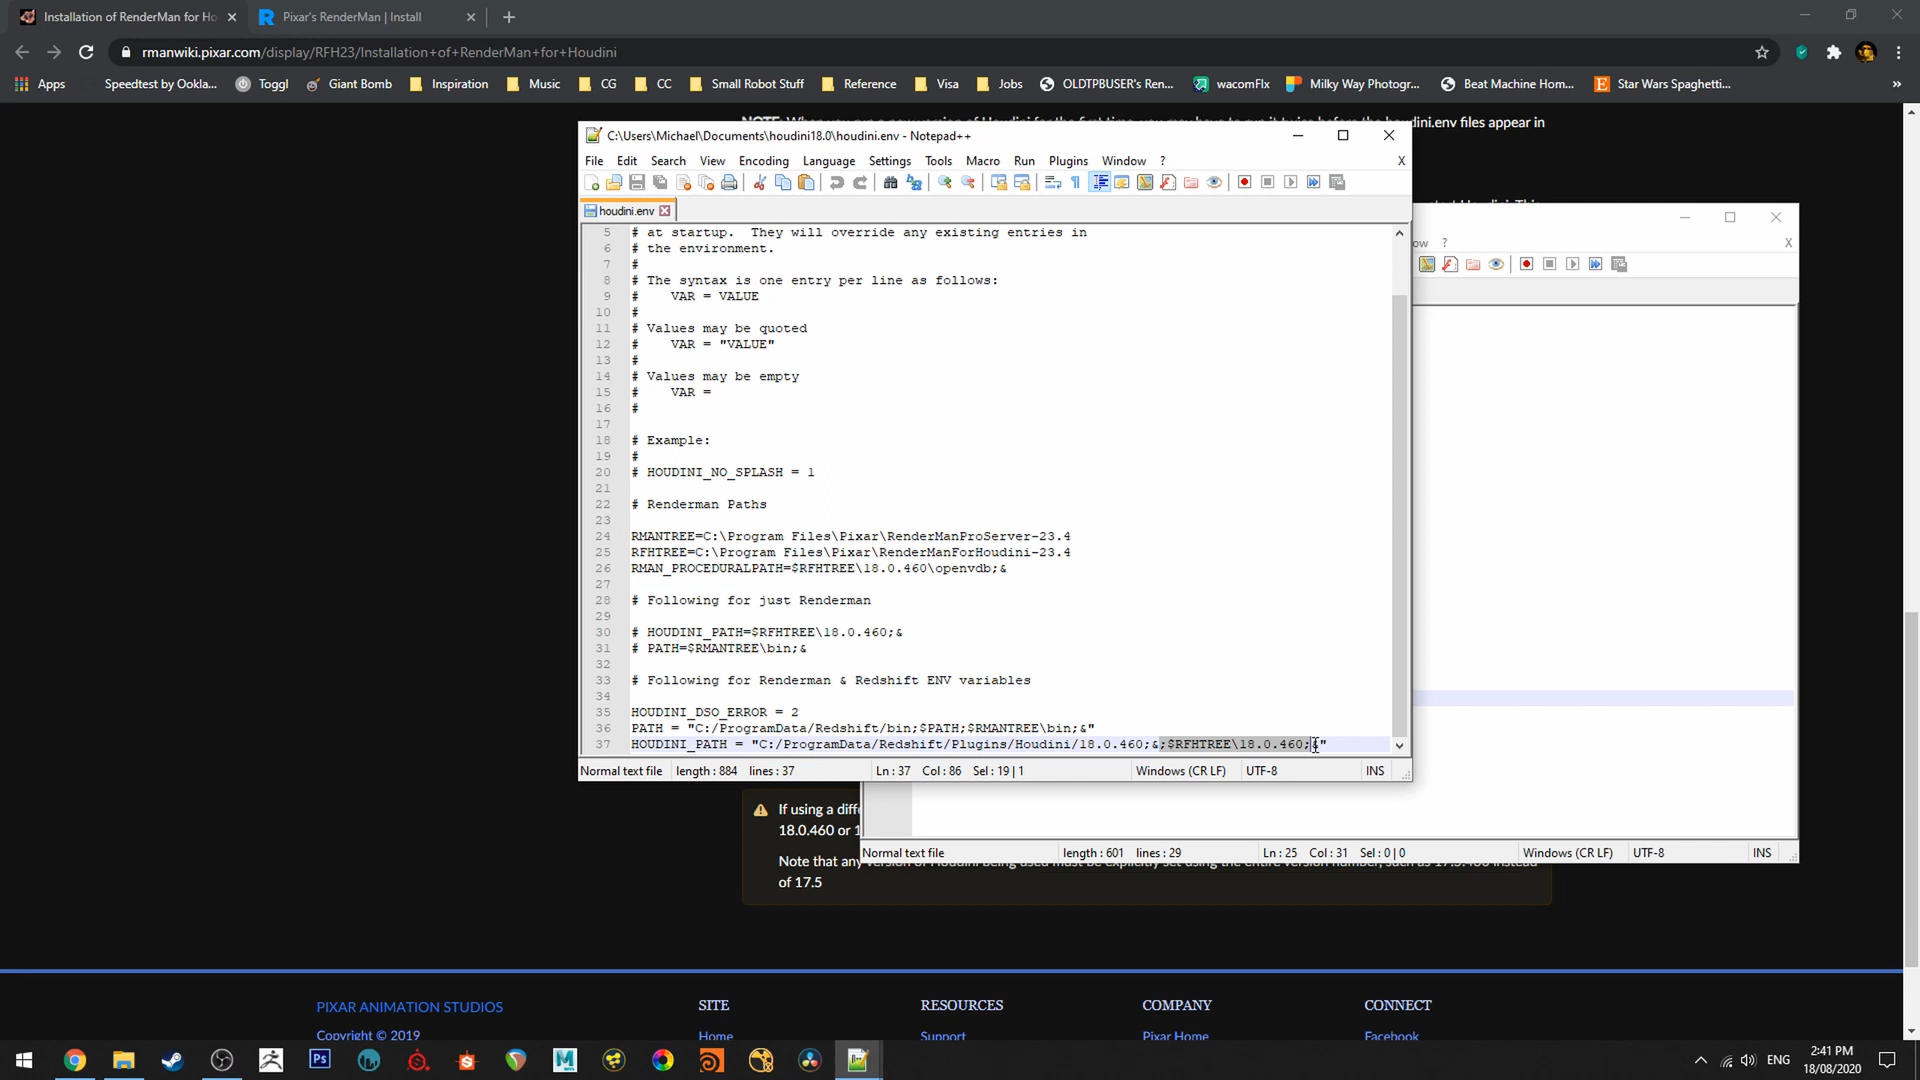 Installation of RenderMan for Ho
Pixar's RenderMan | Install
rmanwiki.pixar.com/display/RFH23/Installation+of+RenderMan+for+Houdini
Apps
Speedtest by Ookla...
Toggl
Giant Bomb
Inspiration
Music
CG
CC
Small Robot Stuff
Reference
Visa
Jobs
OLDTPBUSER's Ren...
wacomFlx
Milky Way Photogr...
Beat Machine Hom...
Star Wars Spaghetti...
»
houdini.env files appear in
C:\Users\Michael\Documents\houdini18.0\houdini.env - Notepad++
File Edit Search View Encoding Language Settings Tools Macro Run Plugins Window ? X
houdini.env
5 # at startup.  They will override any existing entries in
6 # the environment.
7 #
8 # The syntax is one entry per line as follows:
9 #    VAR = VALUE
10 #
11 # Values may be quoted
12 #    VAR = "VALUE"
13 #
14 # Values may be empty
15 #    VAR =
16 #
17
18 # Example:
19 #
20 # HOUDINI_NO_SPLASH = 1
21
22 # Renderman Paths
23
24 RMANTREE=C:\Program Files\Pixar\RenderManProServer-23.4
25 RFHTREE=C:\Program Files\Pixar\RenderManForHoudini-23.4
26 RMAN_PROCEDURALPATH=$RFHTREE\18.0.460\openvdb;&
27
28 # Following for just Renderman
29
30 # HOUDINI_PATH=$RFHTREE\18.0.460;&
31 # PATH=$RMANTREE\bin;&
32
33 # Following for Renderman & Redshift ENV variables
34
35 HOUDINI_DSO_ERROR = 2
36 PATH = "C:/ProgramData/Redshift/bin;$PATH;$RMANTREE\bin;&"
37 HOUDINI_PATH = "C:/ProgramData/Redshift/Plugins/Houdini/18.0.460;&;$RFHTREE\18.0.460;&"
Normal text file length : 884 lines : 37 Ln : 37 Col : 86 Sel : 19 | 1 Windows (CR LF) UTF-8 INS
ow ? X
If using a diffe
18.0.460 or 1
Normal text file length : 601 lines : 29 Ln : 25 Col : 31 Sel : 0 | 0 Windows (CR LF) UTF-8 INS
Note that any
of 17.5
PIXAR ANIMATION STUDIOS
Copyright © 2019
SITE
Home
RESOURCES
Support
COMPANY
Pixar Home
CONNECT
Facebook
Ps
ENG
2:41 PM
18/08/2020